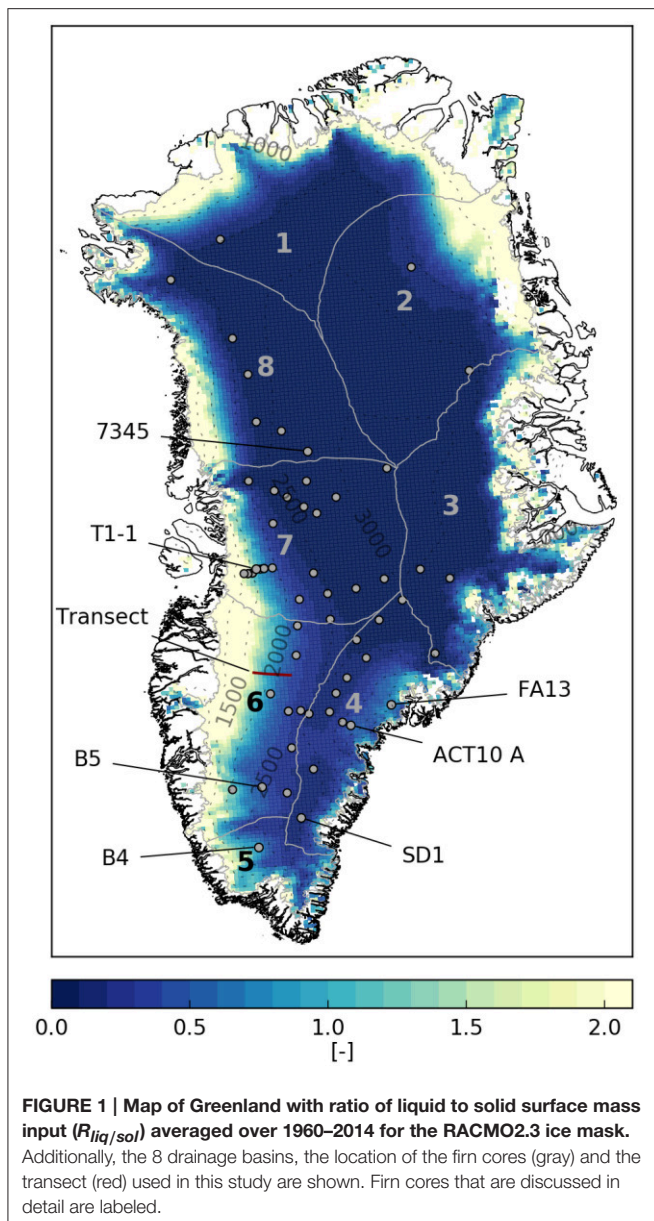 1000
1
2
8
7345
2500
3
3000
7
T1-1
Transect
2000
1500
6
4
FA13
ACT10 A
B5
2500
SD1
B4
5
0.0 0.5 1.0 1.5 2.0
[-]
FIGURE 1 | Map of Greenland with ratio of liquid to solid surface mass
input (Rliq/sol) averaged over 1960–2014 for the RACMO2.3 ice mask.
Additionally, the 8 drainage basins, the location of the firn cores (gray) and the
transect (red) used in this study are shown. Firn cores that are discussed in
detail are labeled.